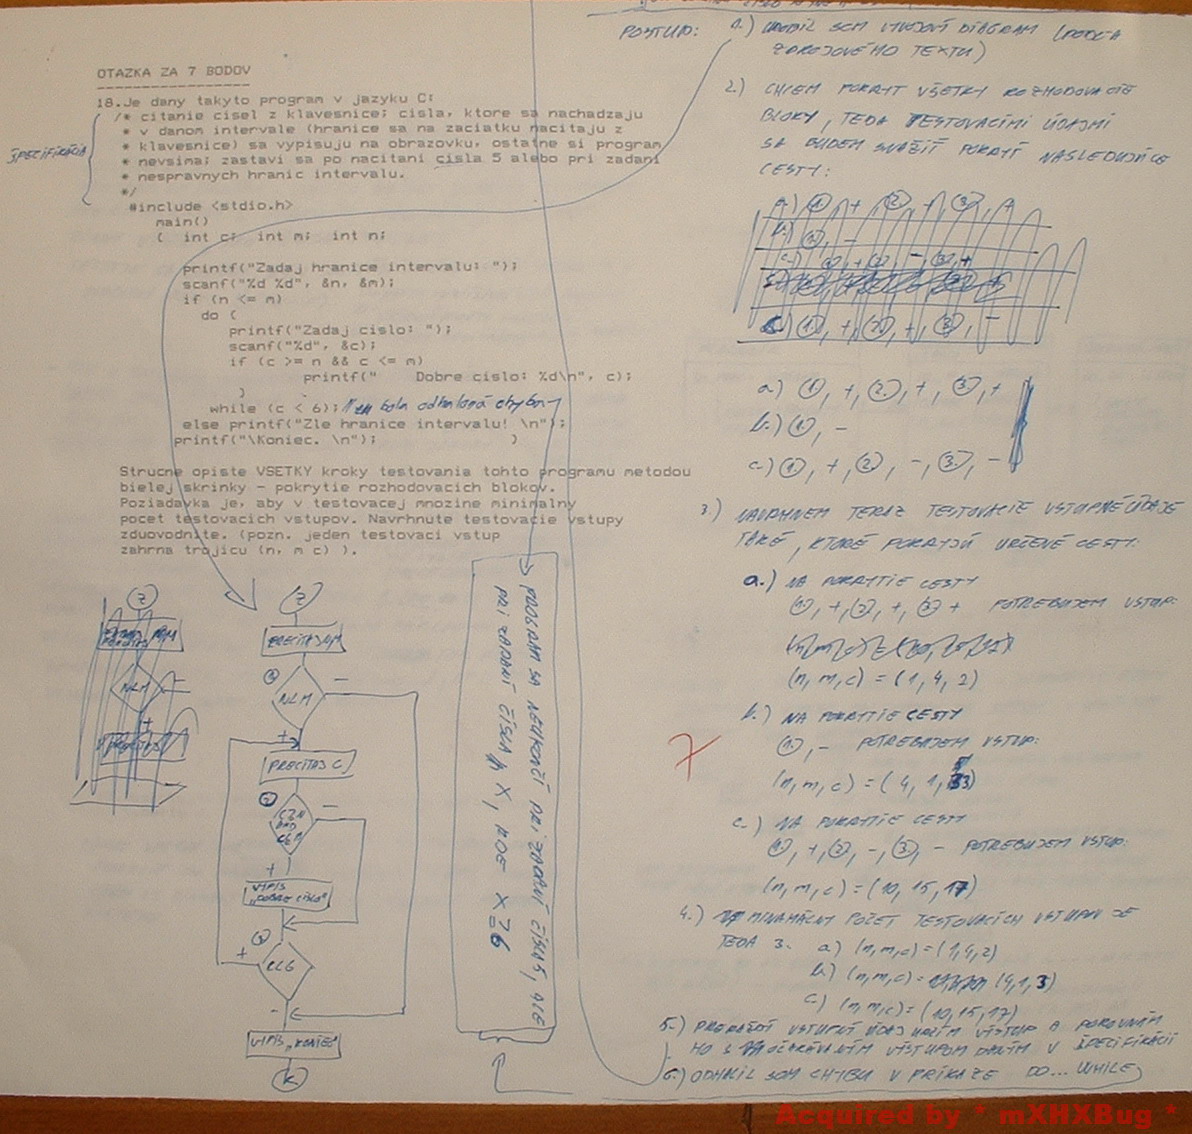 OTAZKA ZA 7 BODOV
18.Je dany takyto program v jazyku C:
/* citanie cisel z klavesnice; cisla, ktore sa nachadzaju
* v danom intervale (hranice sa na zaciatku nacitaju z
* klavesnice) sa vypisuju na obrazovku, ostatne si program
* nevsima; zastavi sa po nacitani cisla 5 alebo pri zadani
* nespravnych hranic intervalu.
*/
ŠPECIFIKÁCIA
#include <stdio.h>
main()
{ int c; int m; int n;
printf("Zadaj hranice intervalu: ");
scanf("%d %d", &n, &m);
if (n <= m)
do {
printf("Zadaj cislo: ");
scanf("%d", &c);
if (c >= n && c <= m)
printf(" Dobre cislo: %d\n", c);
}
while (c < 6); bola odhalená chyba
else printf("Zle hranice intervalu! \n");
printf("\Koniec. \n"); }
Strucne opiste VSETKY kroky testovania tohto programu metodou
bielej skrinky - pokrytie rozhodovacich blokov.
Poziadavka je, aby v testovacej mnozine minimalny
pocet testovacich vstupov. Navrhnute testovacie vstupy
zduvodnite. (pozn. jeden testovaci vstup
zahrna trojicu (n, m c) ).
Z
Z
+
PREČÍTAJ C
C≥N
AND
C≤M
+
VYPIS
"DOBRE CISLO"
+
C<6
-
VYPIS "KONIEC"
K
PROGRAM SA NEUKONČÍ PRI ZADANÍ ČÍSLA 5, ALE
PRI ZADANÍ ČÍSLA X, KDE X≥6
POSTUP: 1.) UROBIL SOM VÝVOJOVÝ DIAGRAM (PODĽA
ZDROJOVÉHO TEXTU)
2.) CHCEM POKRYŤ VŠETKY ROZHODOVACIE
BLOKY, TEDA TESTOVACÍMI ÚDAJMI
SA BUDEM SNAŽIŤ POKRYŤ NASLEDUJÚCE
CESTY:
a.) (1.), +, (2.), +, (3.), +
b.) (1.), -
c.) (1.), +, (2.), -, (3.), -
3.) NAVRHNEM TERAZ TESTOVACIE VSTUPNÉ ÚDAJE
TAKÉ, KTORÉ POKRYJÚ URČENÉ CESTY:
a.) NA POKRYTIE CESTY
(1.), +, (2.), +, (3.) + POTREBUJEM VSTUP:
(n, m, c) = (1, 4, 2)
b.) NA POKRYTIE CESTY
(1.), - POTREBUJEM VSTUP:
(n, m, c) = (4, 1, 3)
c.) NA POKRYTIE CESTY
(1.), +, (2.), -, (3.), - POTREBUJEM VSTUP:
(n, m, c) = (10, 15, 17)
4.) MINIMÁLNY POČET TESTOVACÍCH VSTUPOV JE
TEDA 3. a.) (n, m, c) = (1, 4, 2)
b.) (n, m, c) = (4, 1, 3)
c.) (n, m, c) = (10, 15, 17)
5.) PRE KAŽDÝ VSTUPNÝ ÚDAJ URČÍM VÝSTUP A POROVNÁM
HO S OČAKÁVANÝM VÝSTUPOM DANÝM V ŠPECIFIKÁCII
6.) ODHALIL SOM CHYBU V PRÍKAZE DO... WHILE
7
Acquired by * mXHXBug *